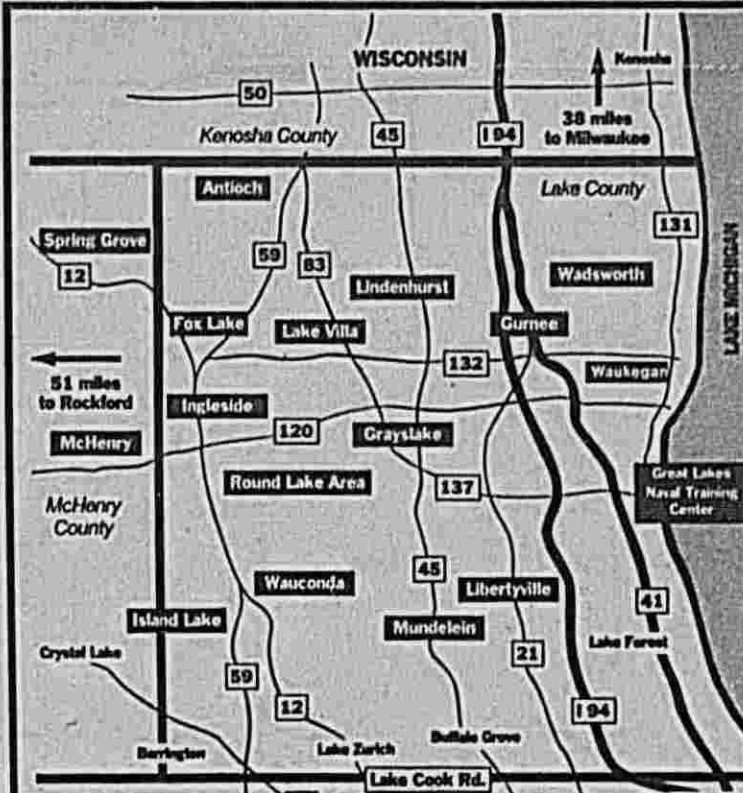 WISCONSIN
Kenosha
50
38 miles
to Milwaukee
Kenosha County
45
I 94
Antioch
Lake County
131
Spring Grove
12
59
83
Lindenhurst
Wadsworth
LAKE MICHIGAN
Fox Lake
Lake Villa
Gurnee
51 miles
to Rockford
132
Waukegan
Ingleside
McHenry
120
Grayslake
McHenry
County
Round Lake Area
137
Great Lakes
Naval Training
Center
Wauconda
45
Libertyville
41
Island Lake
Mundelein
Crystal Lake
59
21
Lake Forest
12
I 94
Barrington
Lake Zurich
Buffalo Grove
Lake Cook Rd.